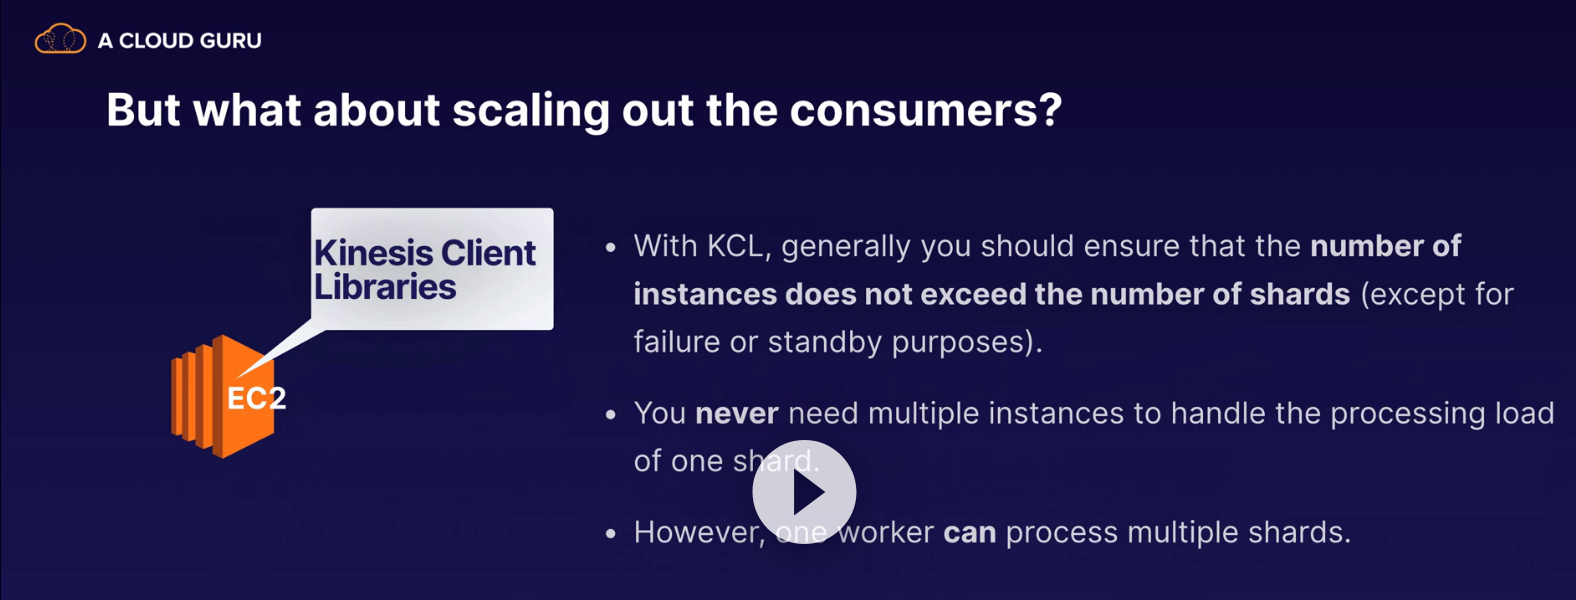 A CLOUD GURU
But what about scaling out the consumers?
Kinesis Client
Libraries
EC2
• With KCL, generally you should ensure that the number of
instances does not exceed the number of shards (except for
failure or standby purposes).
• You never need multiple instances to handle the processing load
of one shard.
• However, one worker can process multiple shards.